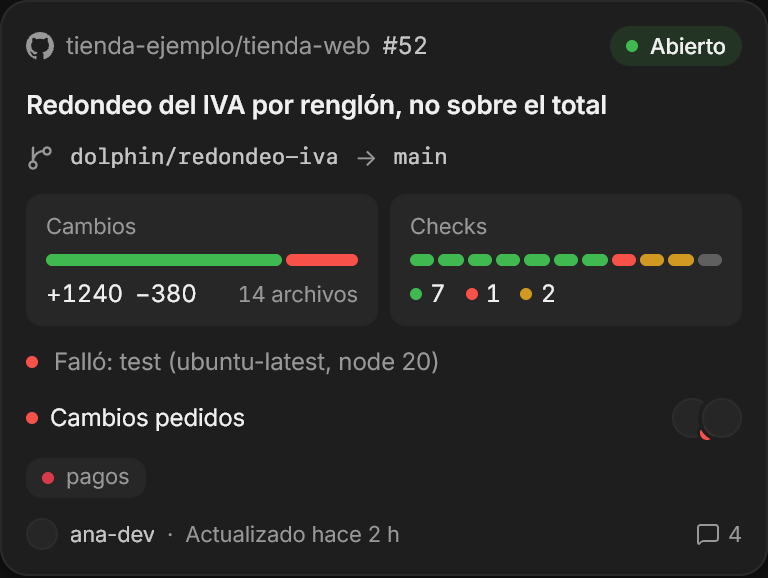 tienda-ejemplo/tienda-web #52
Abierto
Redondeo del IVA por renglón, no sobre el total
dolphin/redondeo-iva → main
Cambios
+1240 −380 14 archivos
Checks
7 1 2
Falló: test (ubuntu-latest, node 20)
Cambios pedidos
pagos
ana-dev · Actualizado hace 2 h
4